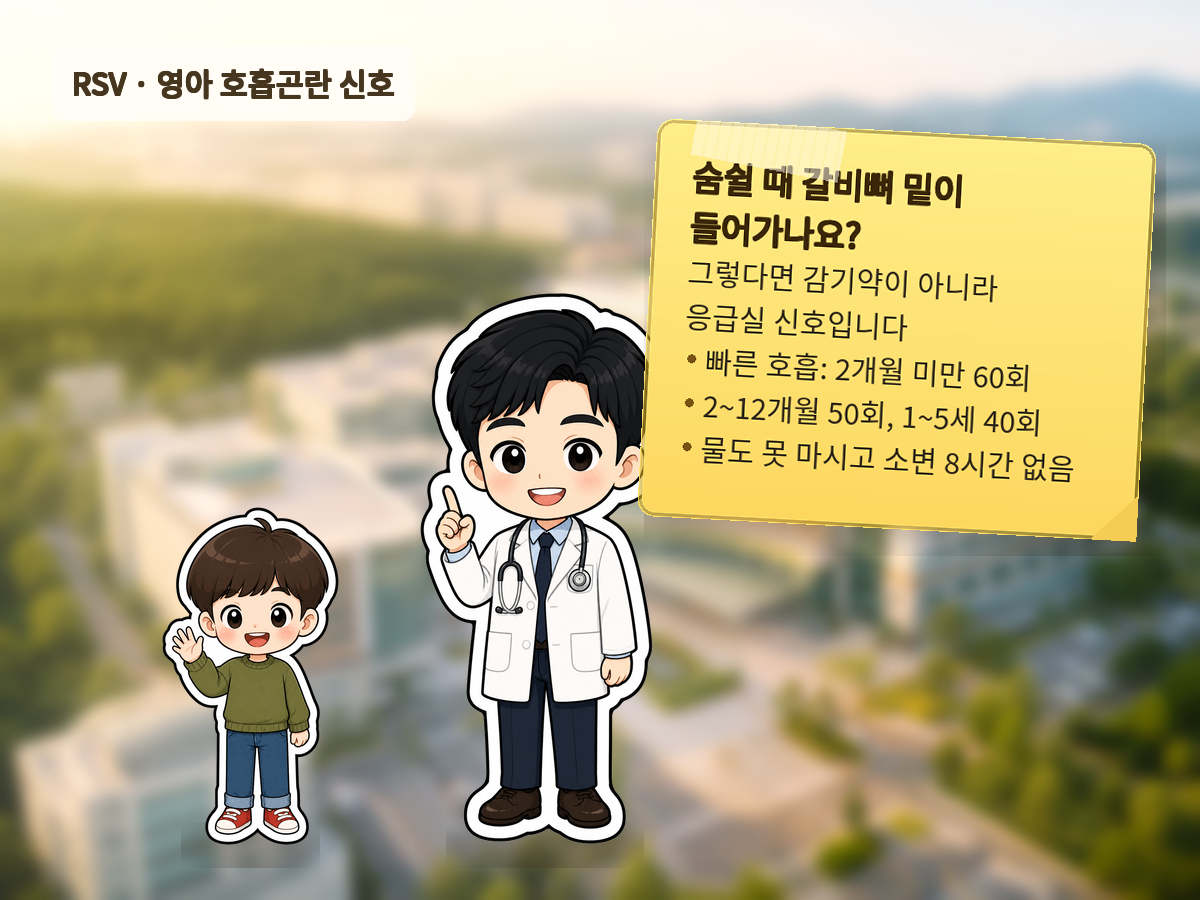 RSV · 영아 호흡곤란 신호
숨쉴 때 갈비뼈 밑이
들어가나요?
그렇다면 감기약이 아니라
응급실 신호입니다
• 빠른 호흡: 2개월 미만 60회
• 2~12개월 50회, 1~5세 40회
• 물도 못 마시고 소변 8시간 없음